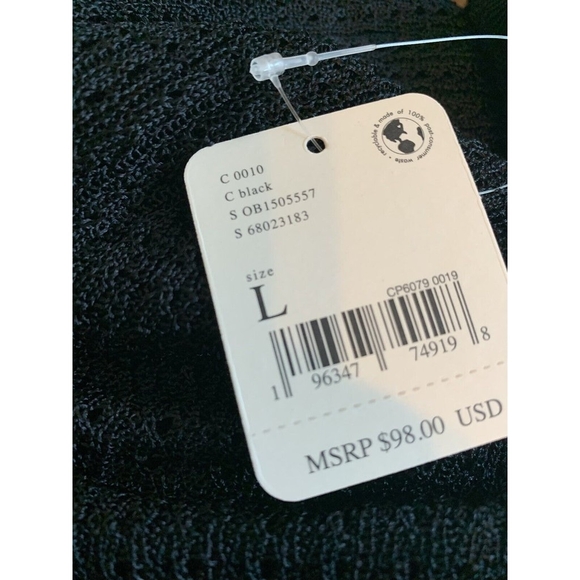 recyclable & made of 100% post-consumer waste •
C 0010
C black
S OB1505557
S 68023183
size
L
CP6079 0019
1 96347 74919 8
MSRP $98.00 USD